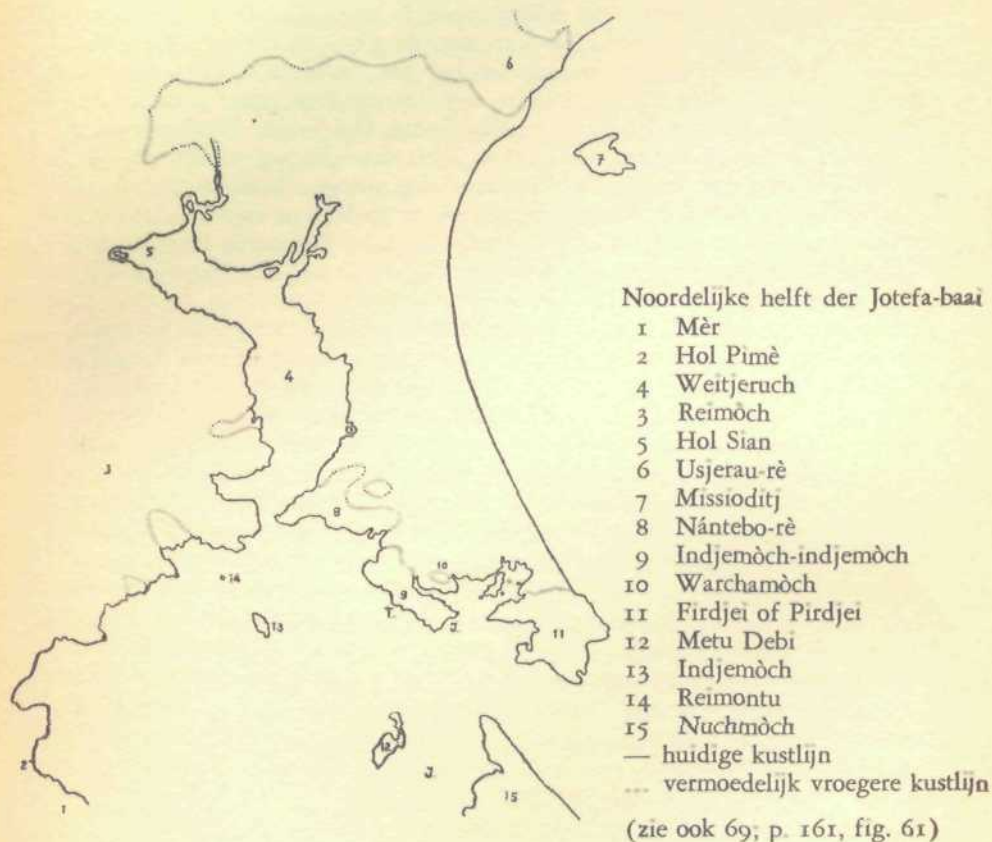 6
7
5
4
3
8
10
14
9
13
T.
J.
11
12
J.
2
15
1
Noordelijke helft der Jotefa-baai
1 Mèr
2 Hol Pimè
4 Weitjeruch
3 Reimòch
5 Hol Sian
6 Usjerau-rè
7 Missioditj
8 Nántebo-rè
9 Indjemòch-indjemòch
10 Warchamòch
11 Firdjei of Pirdjei
12 Metu Debi
13 Indjemòch
14 Reimontu
15 Nuchmòch
— huidige kustlijn
... vermoedelijk vroegere kustlijn
(zie ook 69; p. 161, fig. 61)